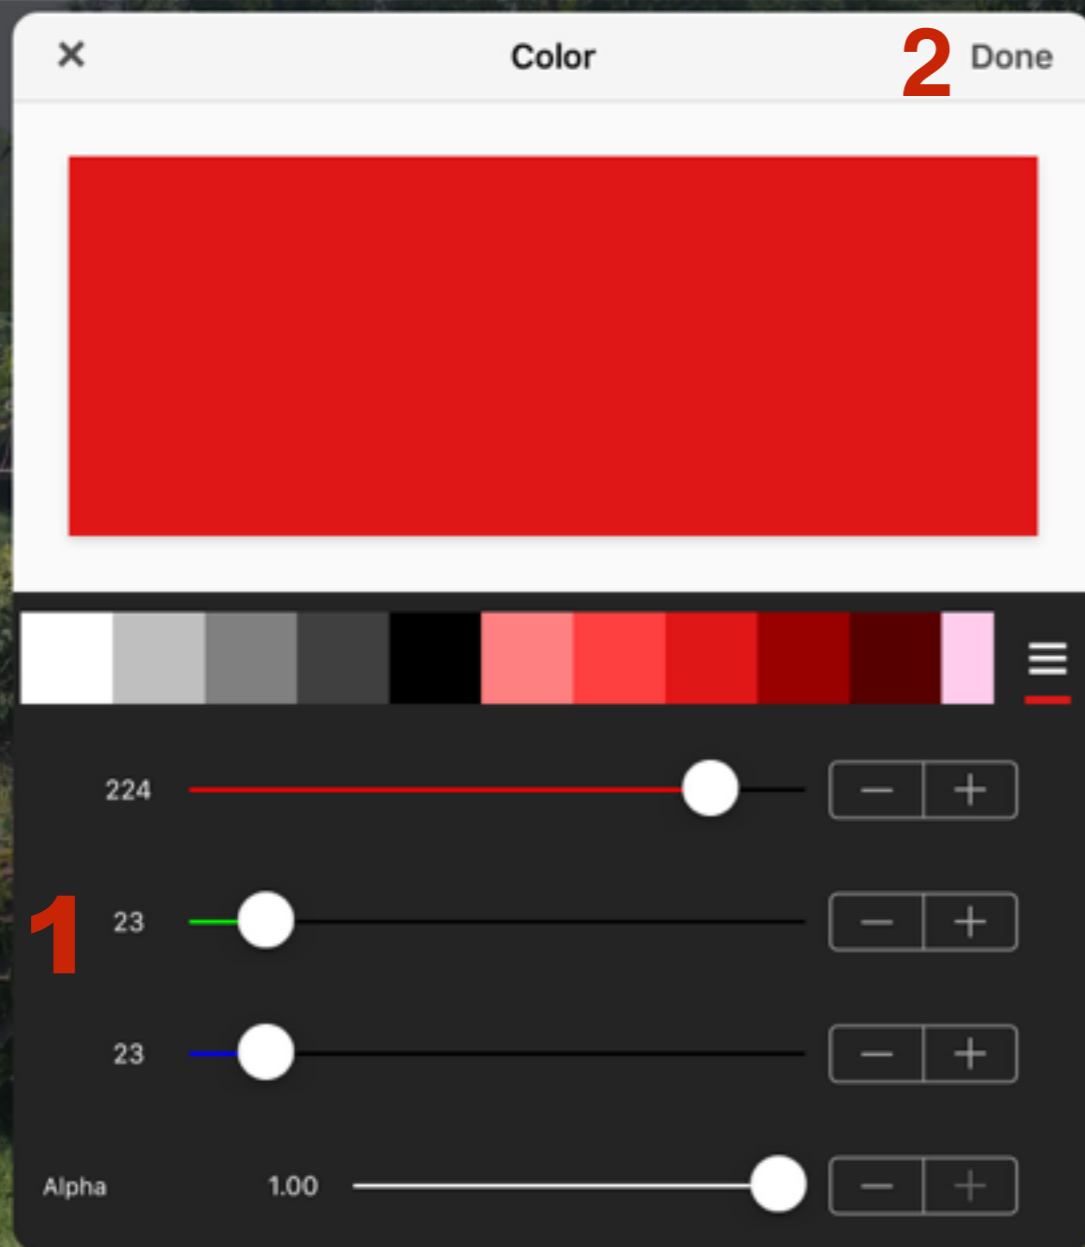 × Color 2 Done
224 − +
1 23 − +
23 − +
Alpha 1.00 − +